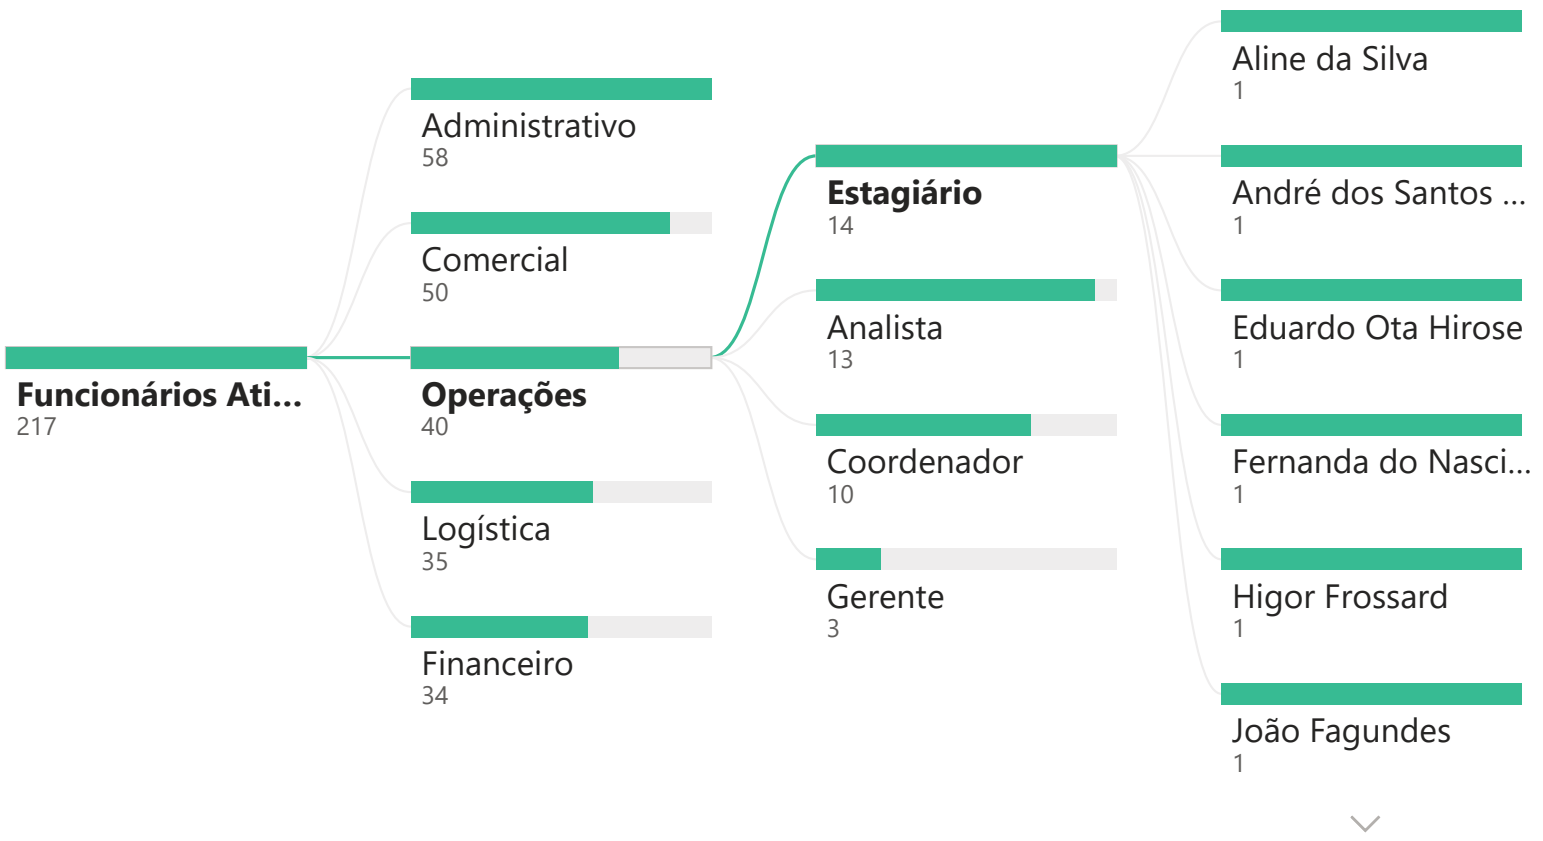 Funcionários Ati...
217
Administrativo
58
Comercial
50
Operações
40
Logística
35
Financeiro
34
Estagiário
14
Analista
13
Coordenador
10
Gerente
3
Aline da Silva
1
André dos Santos ...
1
Eduardo Ota Hirose
1
Fernanda do Nasci...
1
Higor Frossard
1
João Fagundes
1